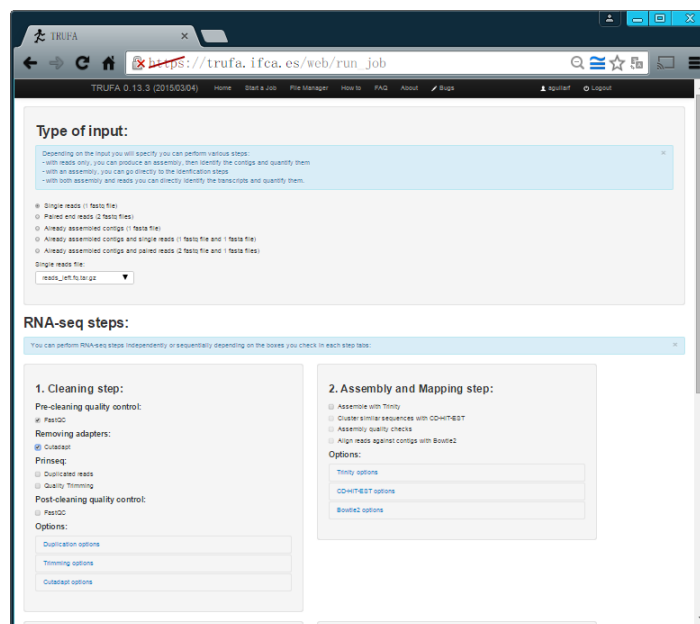 TRUFA
https://trufa.ifca.es/web/run_job
TRUFA 0.13.3 (2015/03/04) Home Start a Job File Manager How to FAQ About Bugs aguillarf Logout
Type of input:
Depending on the input you will specify you can perform various steps:
- with reads only, you can produce an assembly, then identify the contigs and quantify them
- with an assembly, you can go directly to the idenfication steps
- with both assembly and reads you can directly identify the transcripts and quantify them.
Single reads (1 fastq file)
Paired end reads (2 fastq files)
Already assembled contigs (1 fasta file)
Already assembled contigs and single reads (1 fastq file and 1 fasta file)
Already assembled contigs and paired reads (2 fastq file and 1 fasta files)
Single reads file:
reads_left.fq.tar.gz
RNA-seq steps:
You can perform RNA-seq steps independently or sequentially depending on the boxes you check in each step tabs:
1. Cleaning step:
Pre-cleaning quality control:
FastQC
Removing adapters:
Cutadapt
Prinseq:
Duplicated reads
Quality Trimming
Post-cleaning quality control:
FastQC
Options:
Duplication options
Trimming options
Cutadapt options
2. Assembly and Mapping step:
Assemble with Trinity
Cluster similar sequences with CD-HIT-EST
Assembly quality checks
Align reads against contigs with Bowtie2
Options:
Trinity options
CD-HIT-EST options
Bowtie2 options